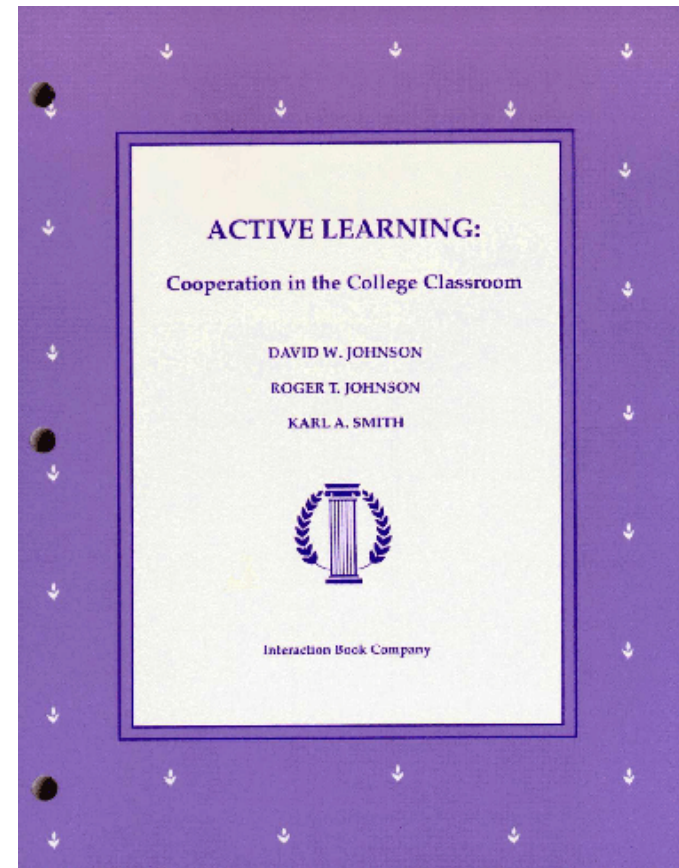 ACTIVE LEARNING:
Cooperation in the College Classroom
DAVID W. JOHNSON
ROGER T. JOHNSON
KARL A. SMITH
Interaction Book Company